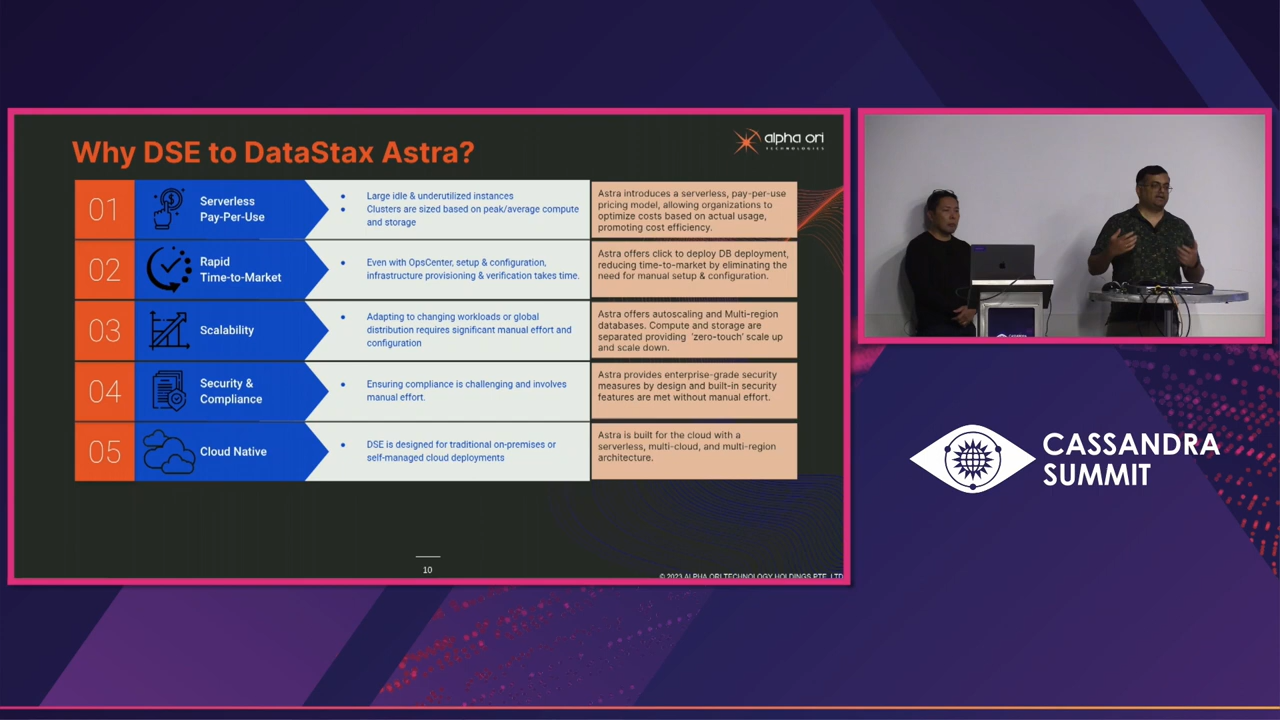 Why DSE to DataStax Astra?
alpha ori
TECHNOLOGIES
01
Serverless
Pay-Per-Use
Large idle & underutilized instances
Clusters are sized based on peak/average compute
and storage
Astra introduces a serverless, pay-per-use
pricing model, allowing organizations to
optimize costs based on actual usage,
promoting cost efficiency.
02
Rapid
Time-to-Market
Even with OpsCenter, setup & configuration,
infrastructure provisioning & verification takes time.
Astra offers click to deploy DB deployment,
reducing time-to-market by eliminating the
need for manual setup & configuration.
03
Scalability
Adapting to changing workloads or global
distribution requires significant manual effort and
configuration
Astra offers autoscaling and Multi-region
databases. Compute and storage are
separated providing 'zero-touch' scale up
and scale down.
04
Security &
Compliance
Ensuring compliance is challenging and involves
manual effort.
Astra provides enterprise-grade security
measures by design and built-in security
features are met without manual effort.
05
Cloud Native
DSE is designed for traditional on-premises or
self-managed cloud deployments
Astra is built for the cloud with a
serverless, multi-cloud, and multi-region
architecture.
10
© 2023 ALPHA ORI TECHNOLOGY HOLDINGS PTE. LTD
CASSANDRA
SUMMIT